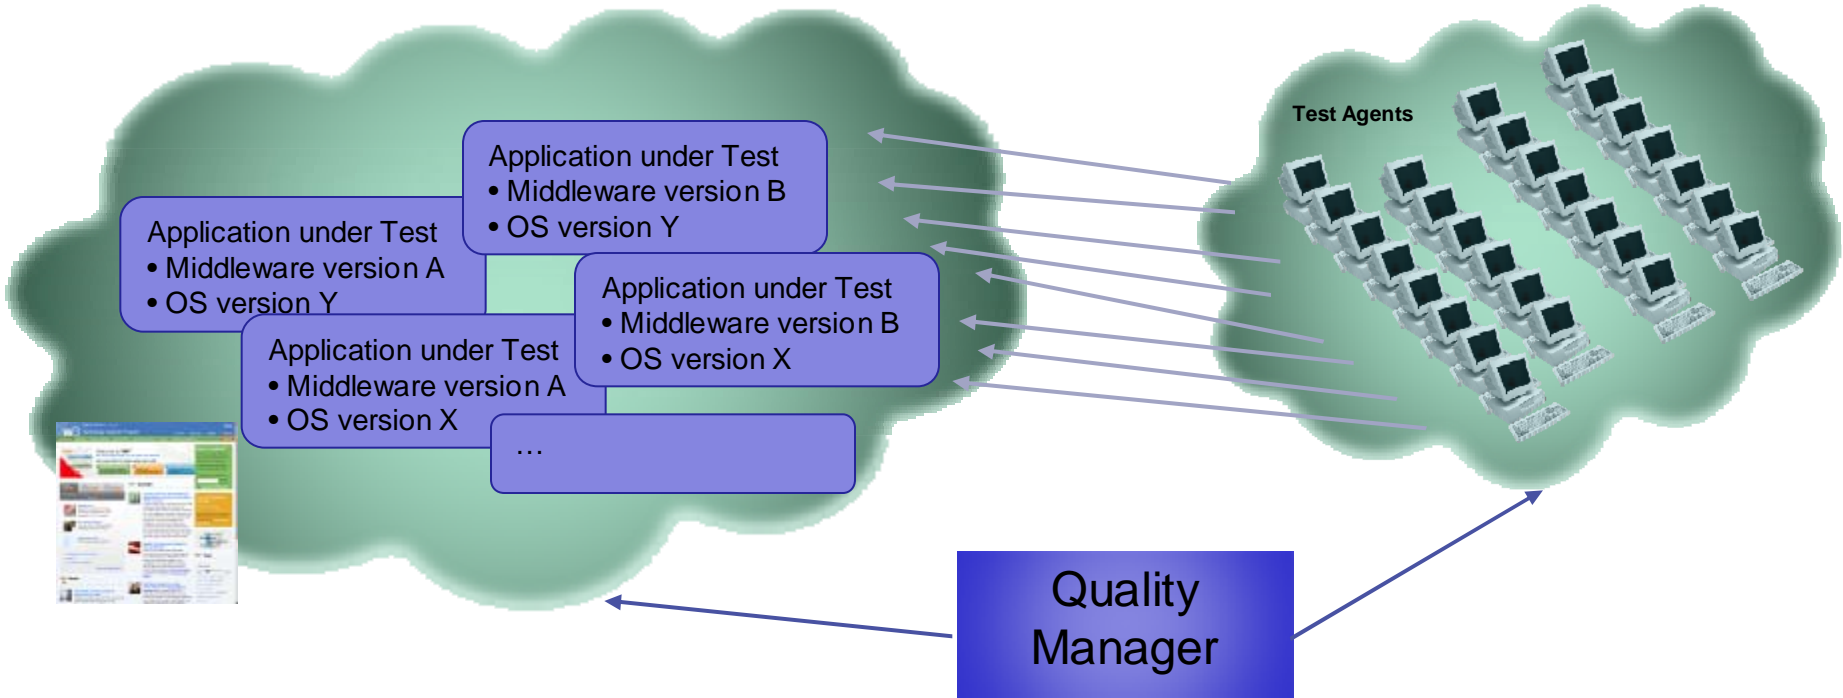 Test Agents
Application under Test
• Middleware version B
• OS version Y
Application under Test
• Middleware version A
• OS version Y
Application under Test
• Middleware version B
• OS version X
Application under Test
• Middleware version A
• OS version X
...
Quality
Manager